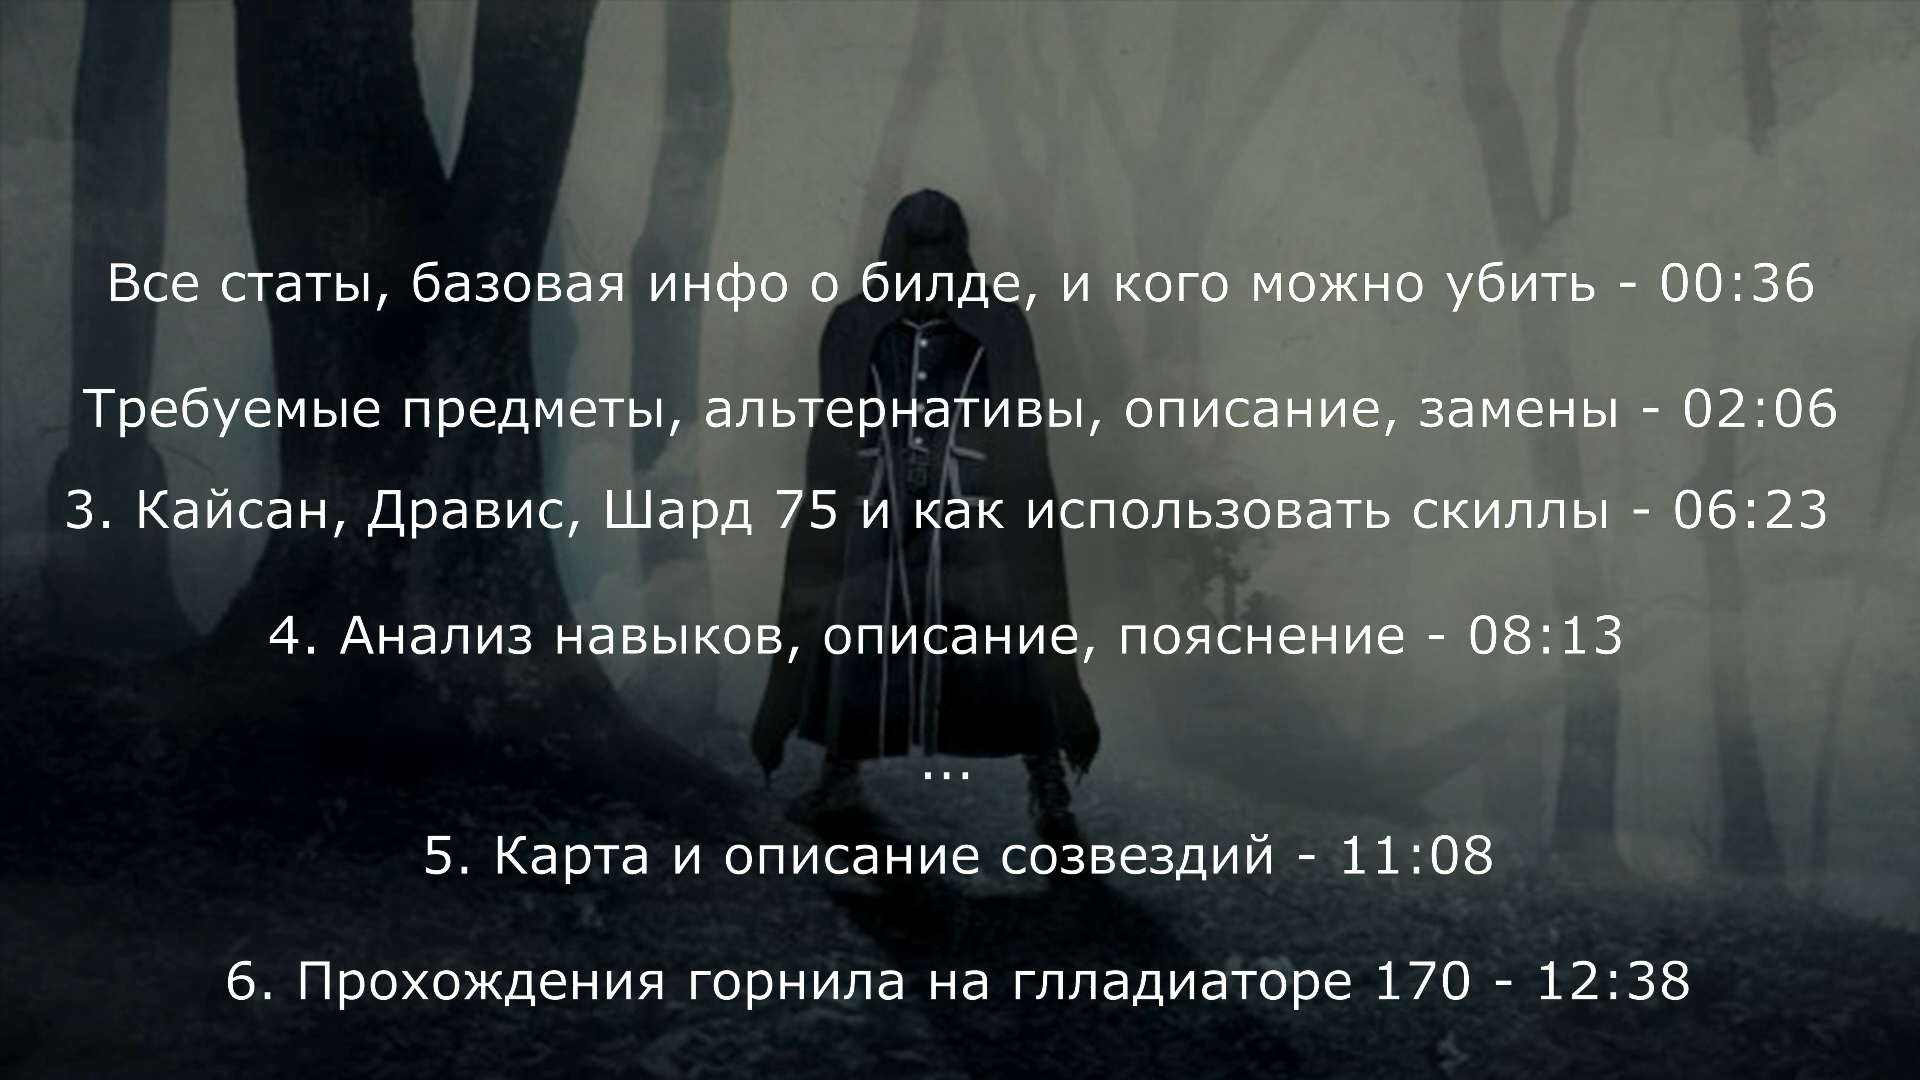 Все статы, базовая инфо о билде, и кого можно убить - 00:36
Требуемые предметы, альтернативы, описание, замены - 02:06
3. Кайсан, Дравис, Шард 75 и как использовать скиллы - 06:23
4. Анализ навыков, описание, пояснение - 08:13
...
5. Карта и описание созвездий - 11:08
6. Прохождения горнила на глладиаторе 170 - 12:38